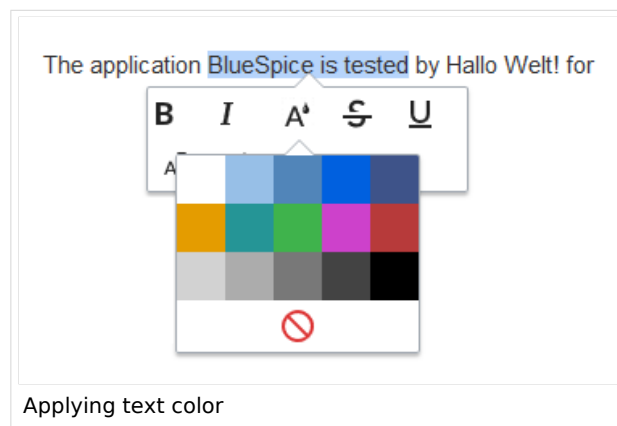 The application BlueSpice is tested by Hallo Welt! for
B I A S U
A
Applying text color